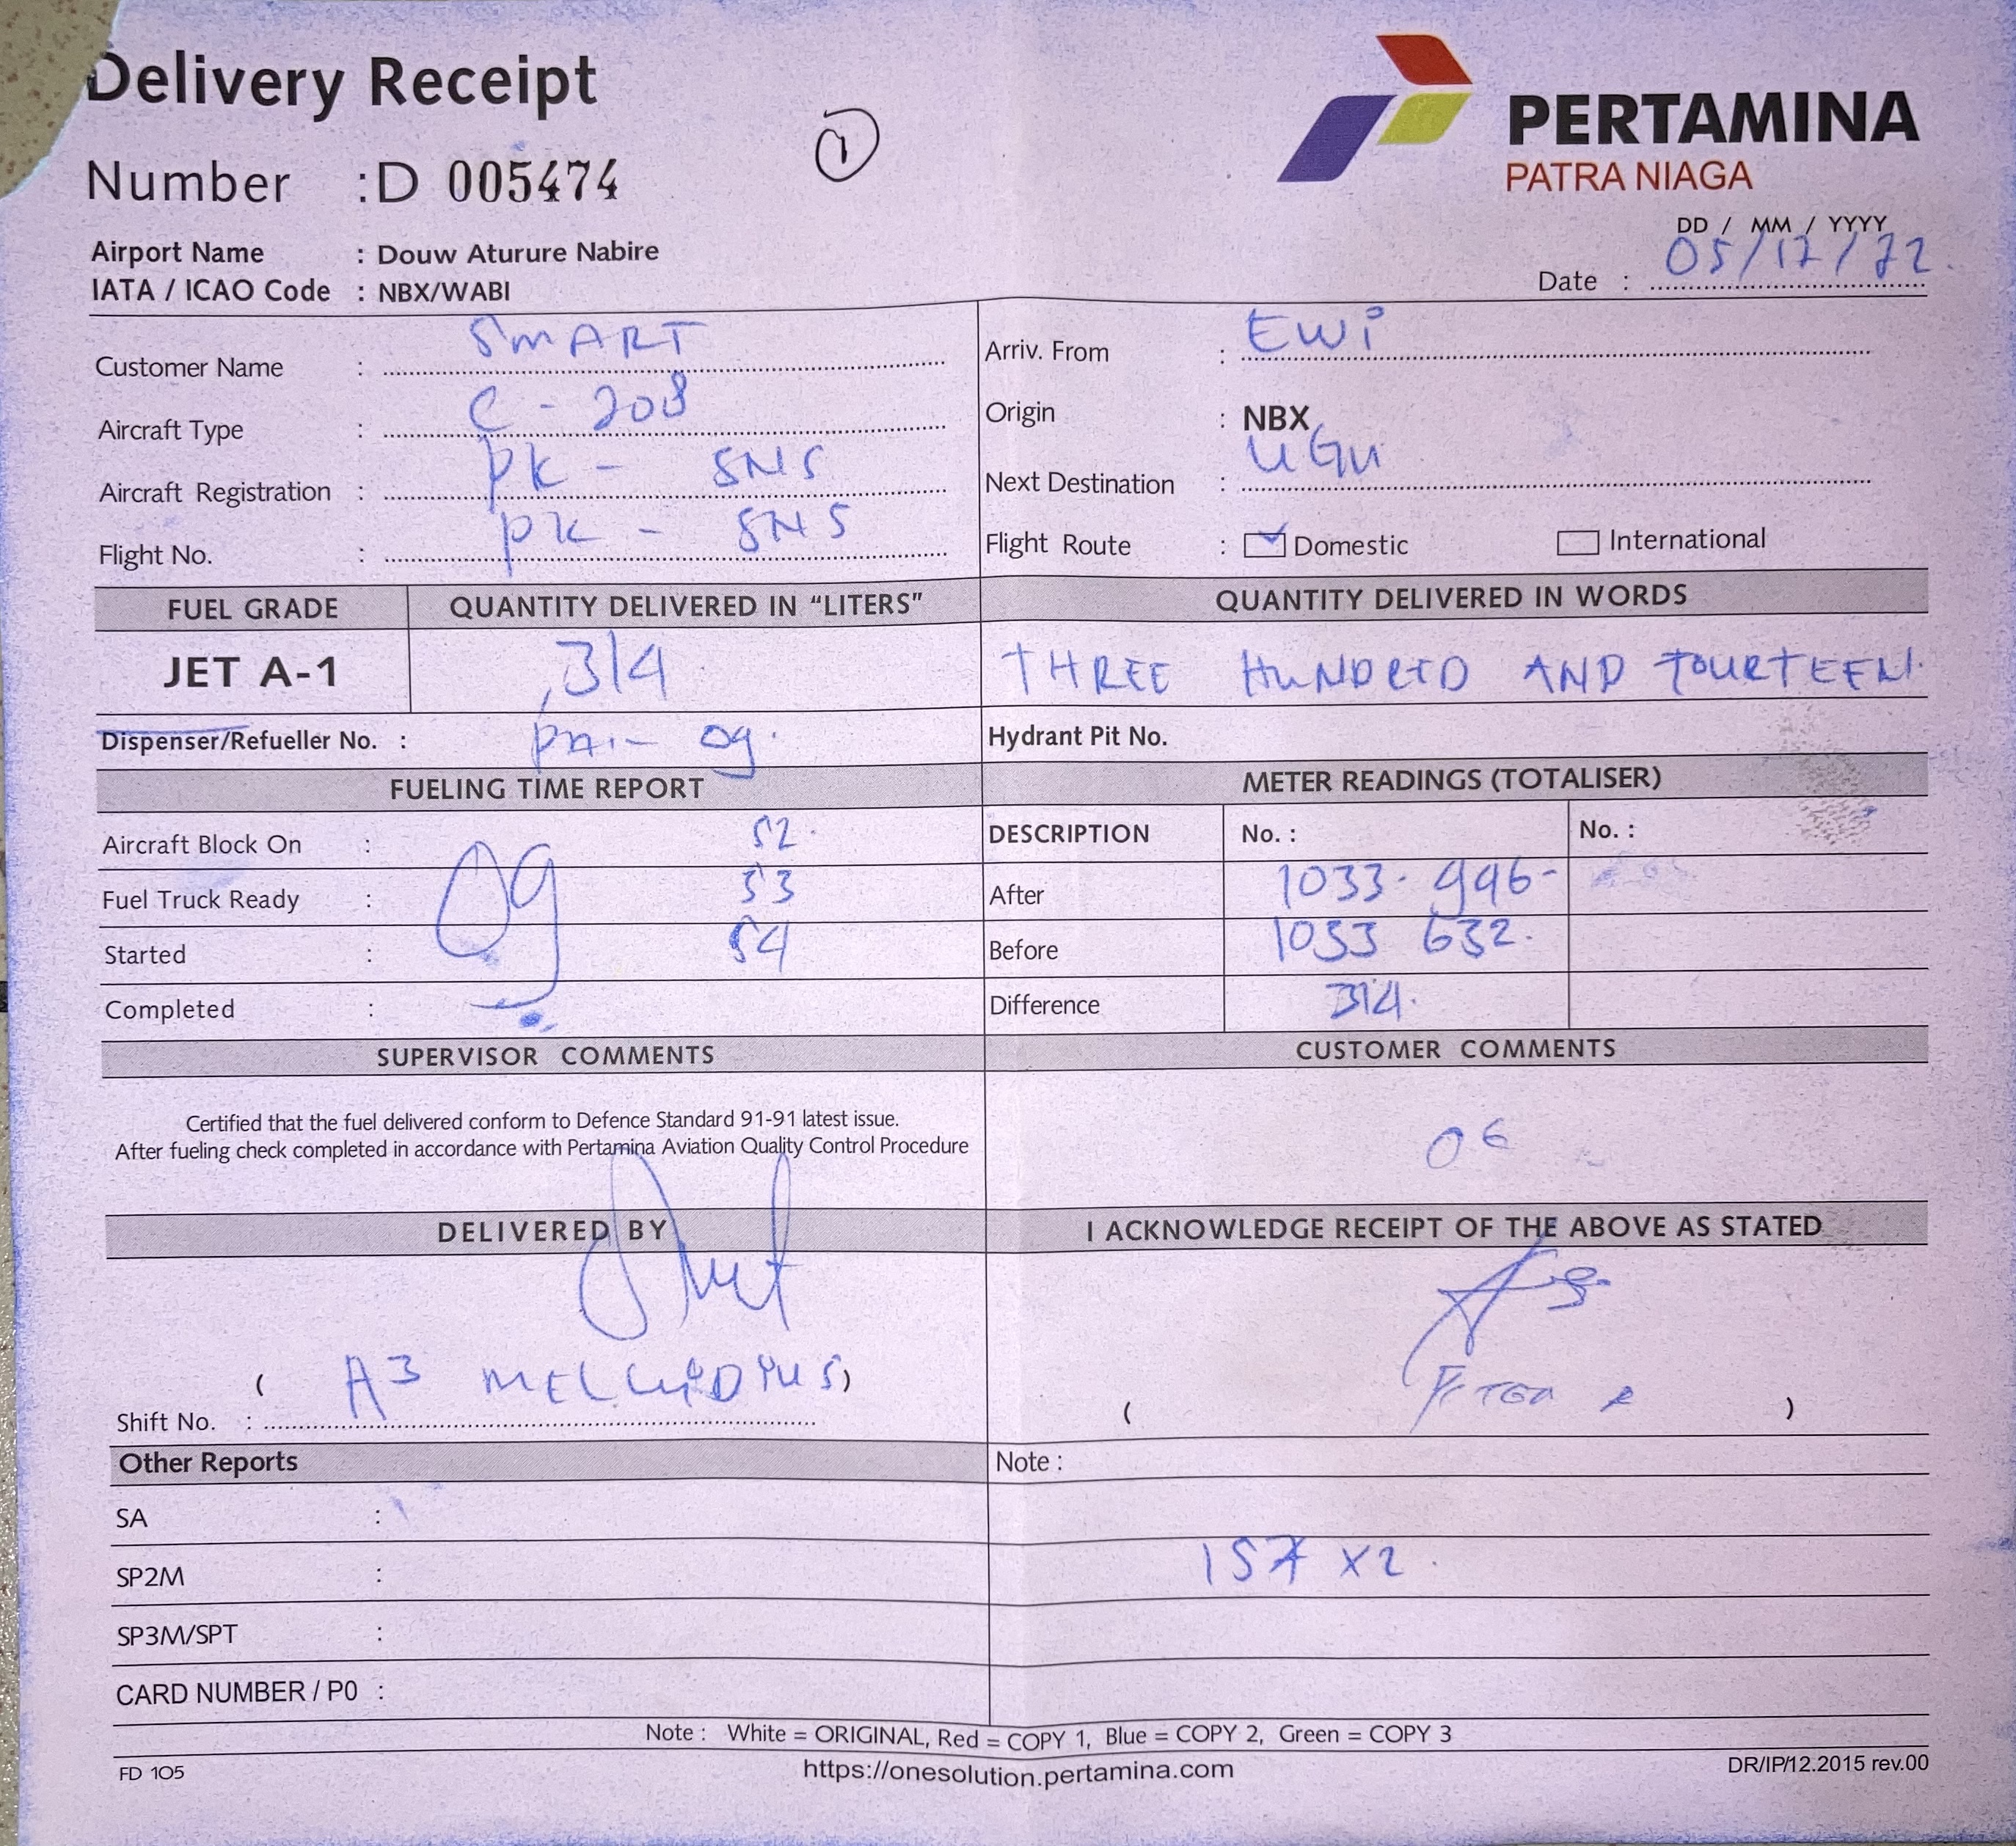 Delivery Receipt
Number : D 005474
1
PERTAMINA
PATRA NIAGA
Airport Name : Douw Aturure Nabire
IATA / ICAO Code : NBX/WABI
DD / MM / YYYY
Date : 05/12/22
Customer Name : SMART
Aircraft Type : C - 208
Aircraft Registration : PK - SNS
Flight No. : PK - SNS
Arriv. From : EWI
Origin : NBX
Next Destination : UGU
Flight Route : Domestic International
FUEL GRADE QUANTITY DELIVERED IN “LITERS” QUANTITY DELIVERED IN WORDS
JET A-1 314 THREE HUNDRED AND FOURTEEN.
Dispenser/Refueller No. : 09. Hydrant Pit No.
FUELING TIME REPORT
Aircraft Block On : 52
Fuel Truck Ready : 09 53
Started : 54
Completed :
METER READINGS (TOTALISER)
DESCRIPTION No. : No. :
After 1033. 996-
Before 1033 632.
Difference 314.
SUPERVISOR COMMENTS
Certified that the fuel delivered conform to Defence Standard 91-91 latest issue.
After fueling check completed in accordance with Pertamina Aviation Quality Control Procedure
CUSTOMER COMMENTS
DELIVERED BY
( A3 )
Shift No. :
I ACKNOWLEDGE RECEIPT OF THE ABOVE AS STATED
( )
Other Reports
SA :
SP2M :
SP3M/SPT :
CARD NUMBER / P0 :
Note :
157 X2
Note : White = ORIGINAL, Red = COPY 1, Blue = COPY 2, Green = COPY 3
FD 105
https://onesolution.pertamina.com
DR/IP/12.2015 rev.00